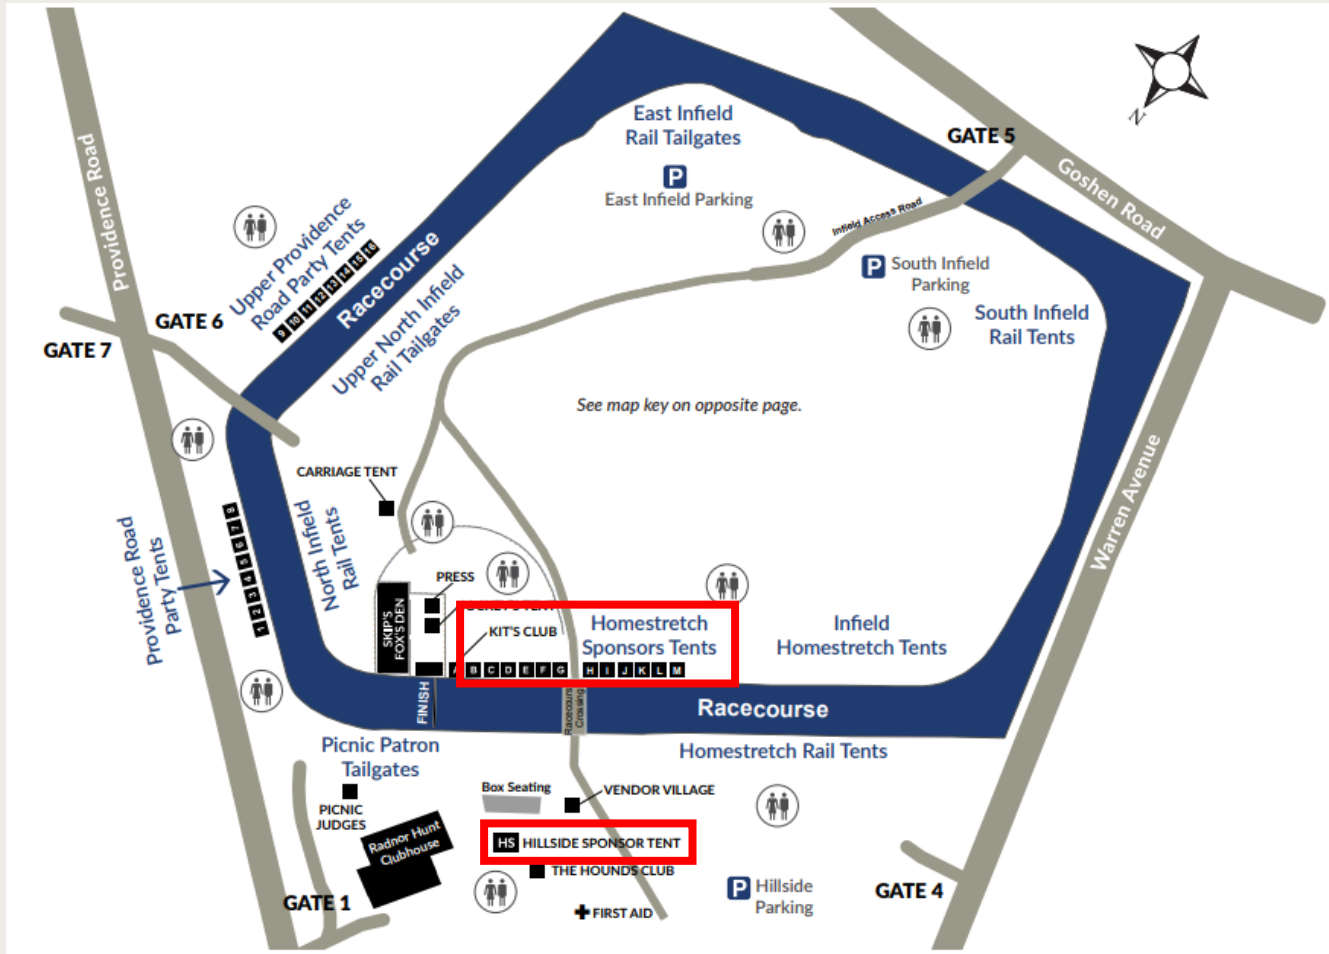 N
GATE 5
Goshen Road
Providence Road
East Infield
Rail Tailgates
P
East Infield Parking
Infield Access Road
P
South Infield
Parking
South Infield
Rail Tents
Upper Providence
Road Party Tents
9 10 11 12 13 14 15 16
Racecourse
Upper North Infield
Rail Tailgates
GATE 6
GATE 7
See map key on opposite page.
Warren Avenue
CARRIAGE TENT
North Infield
Rail Tents
Providence Road
Party Tents
1 2 3 4 5 6 7 8
PRESS
SKIP'S
FOX'S DEN
KIT'S CLUB
Homestretch
Sponsors Tents
Infield
Homestretch Tents
A B C D E F G H I J K L M
FINISH
Racecourse
Crossing
Racecourse
Picnic Patron
Tailgates
Homestretch Rail Tents
Box Seating
VENDOR VILLAGE
PICNIC
JUDGES
Radnor Hunt
Clubhouse
HS HILLSIDE SPONSOR TENT
THE HOUNDS CLUB
P
Hillside
Parking
GATE 4
GATE 1
FIRST AID